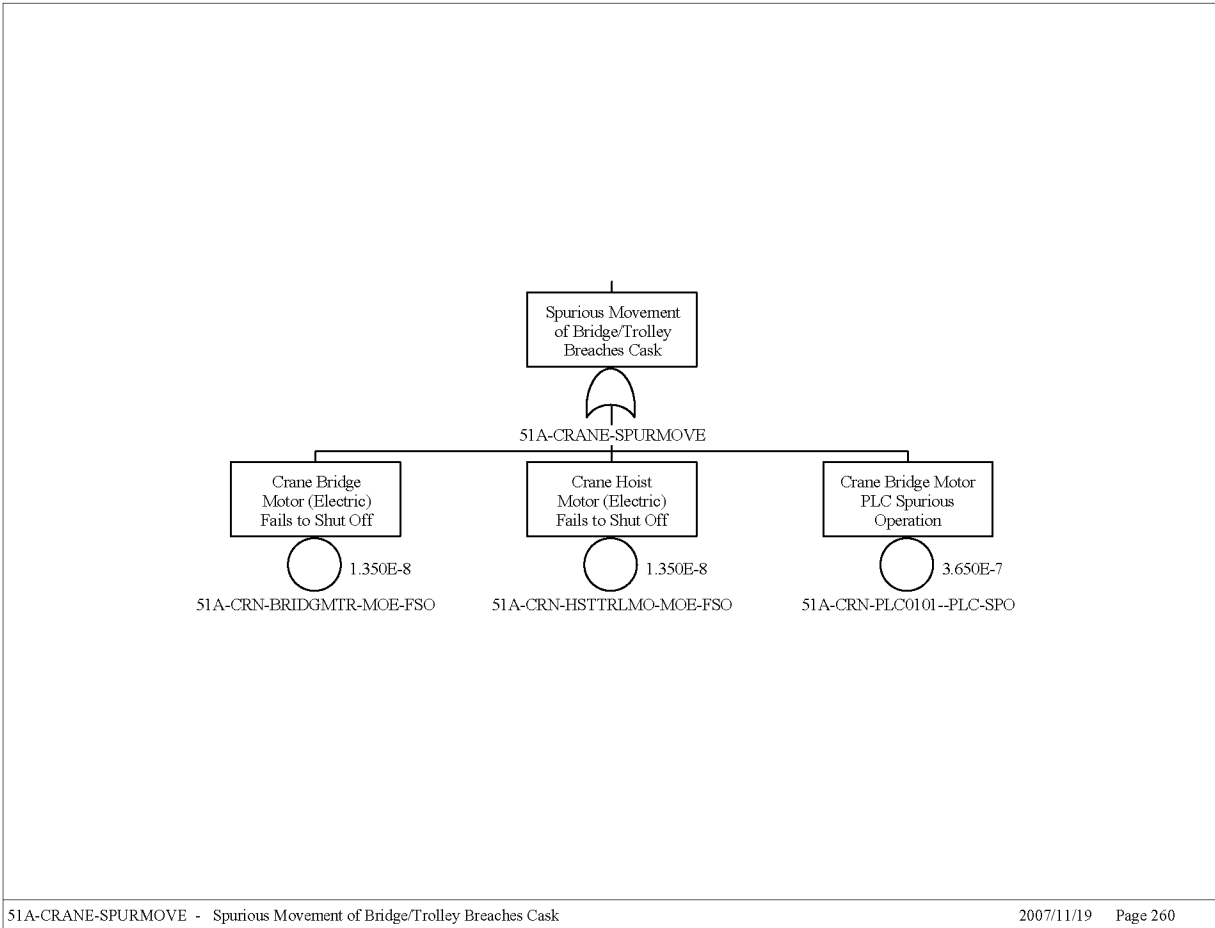 Spurious Movement
of Bridge/Trolley
Breaches Cask
51A-CRANE-SPURMOVE
Crane Bridge
Motor (Electric)
Fails to Shut Off
1.350E-8
51A-CRN-BRIDGMTR-MOE-FSO
Crane Hoist
Motor (Electric)
Fails to Shut Off
1.350E-8
51A-CRN-HSTTRLMO-MOE-FSO
Crane Bridge Motor
PLC Spurious
Operation
3.650E-7
51A-CRN-PLC0101--PLC-SPO
51A-CRANE-SPURMOVE - Spurious Movement of Bridge/Trolley Breaches Cask
2007/11/19 Page 260